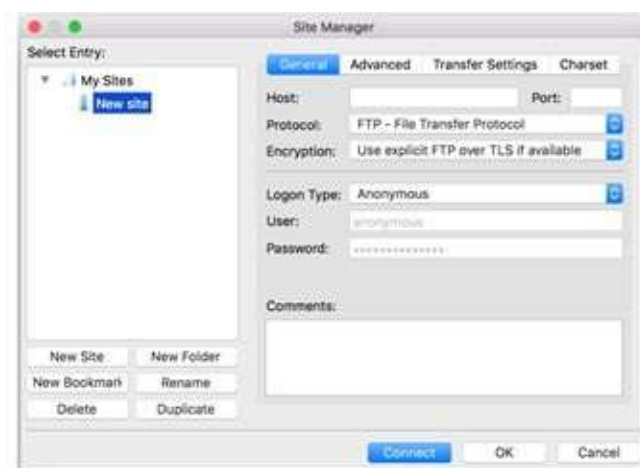 Site Manager
Select Entry:
My Sites
New site
General Advanced Transfer Settings Charset
Host: Port:
Protocol: FTP - File Transfer Protocol
Encryption: Use explicit FTP over TLS if available
Logon Type: Anonymous
User: anonymous
Password: ••••••••••••••
Comments:
New Site New Folder
New Bookmark Rename
Delete Duplicate
Connect OK Cancel